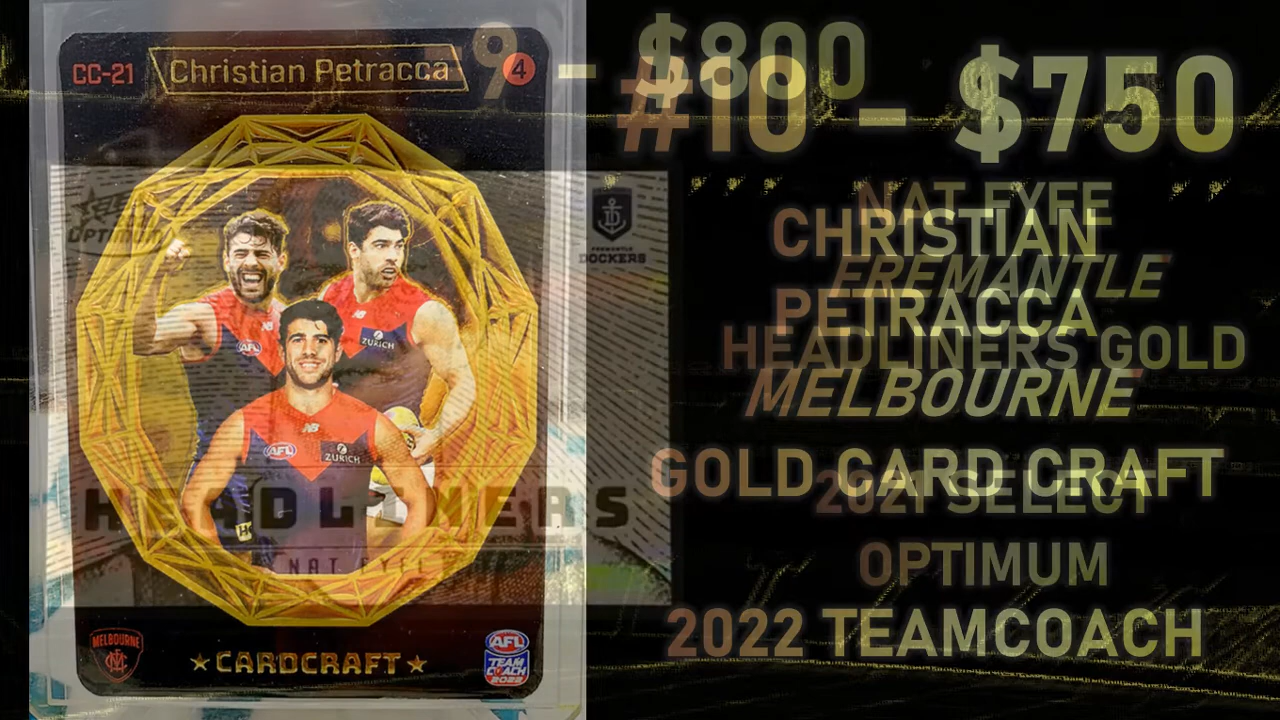 CC-21
Christian Petracca
4
9 – $800
#10 – $750
NAT FYFE
CHRISTIAN
FREMANTLE
PETRACCA
HEADLINERS GOLD
MELBOURNE
GOLD CARD CRAFT
2021 SELECT
OPTIMUM
2022 TEAMCOACH
OPTIMUM
FREMANTLE
DOCKERS
AFL
ZURICH
AFL
ZURICH
HEADLINERS
NAT FYFE
MELBOURNE
★CARDCRAFT★
AFL
TEAM
COACH
2022